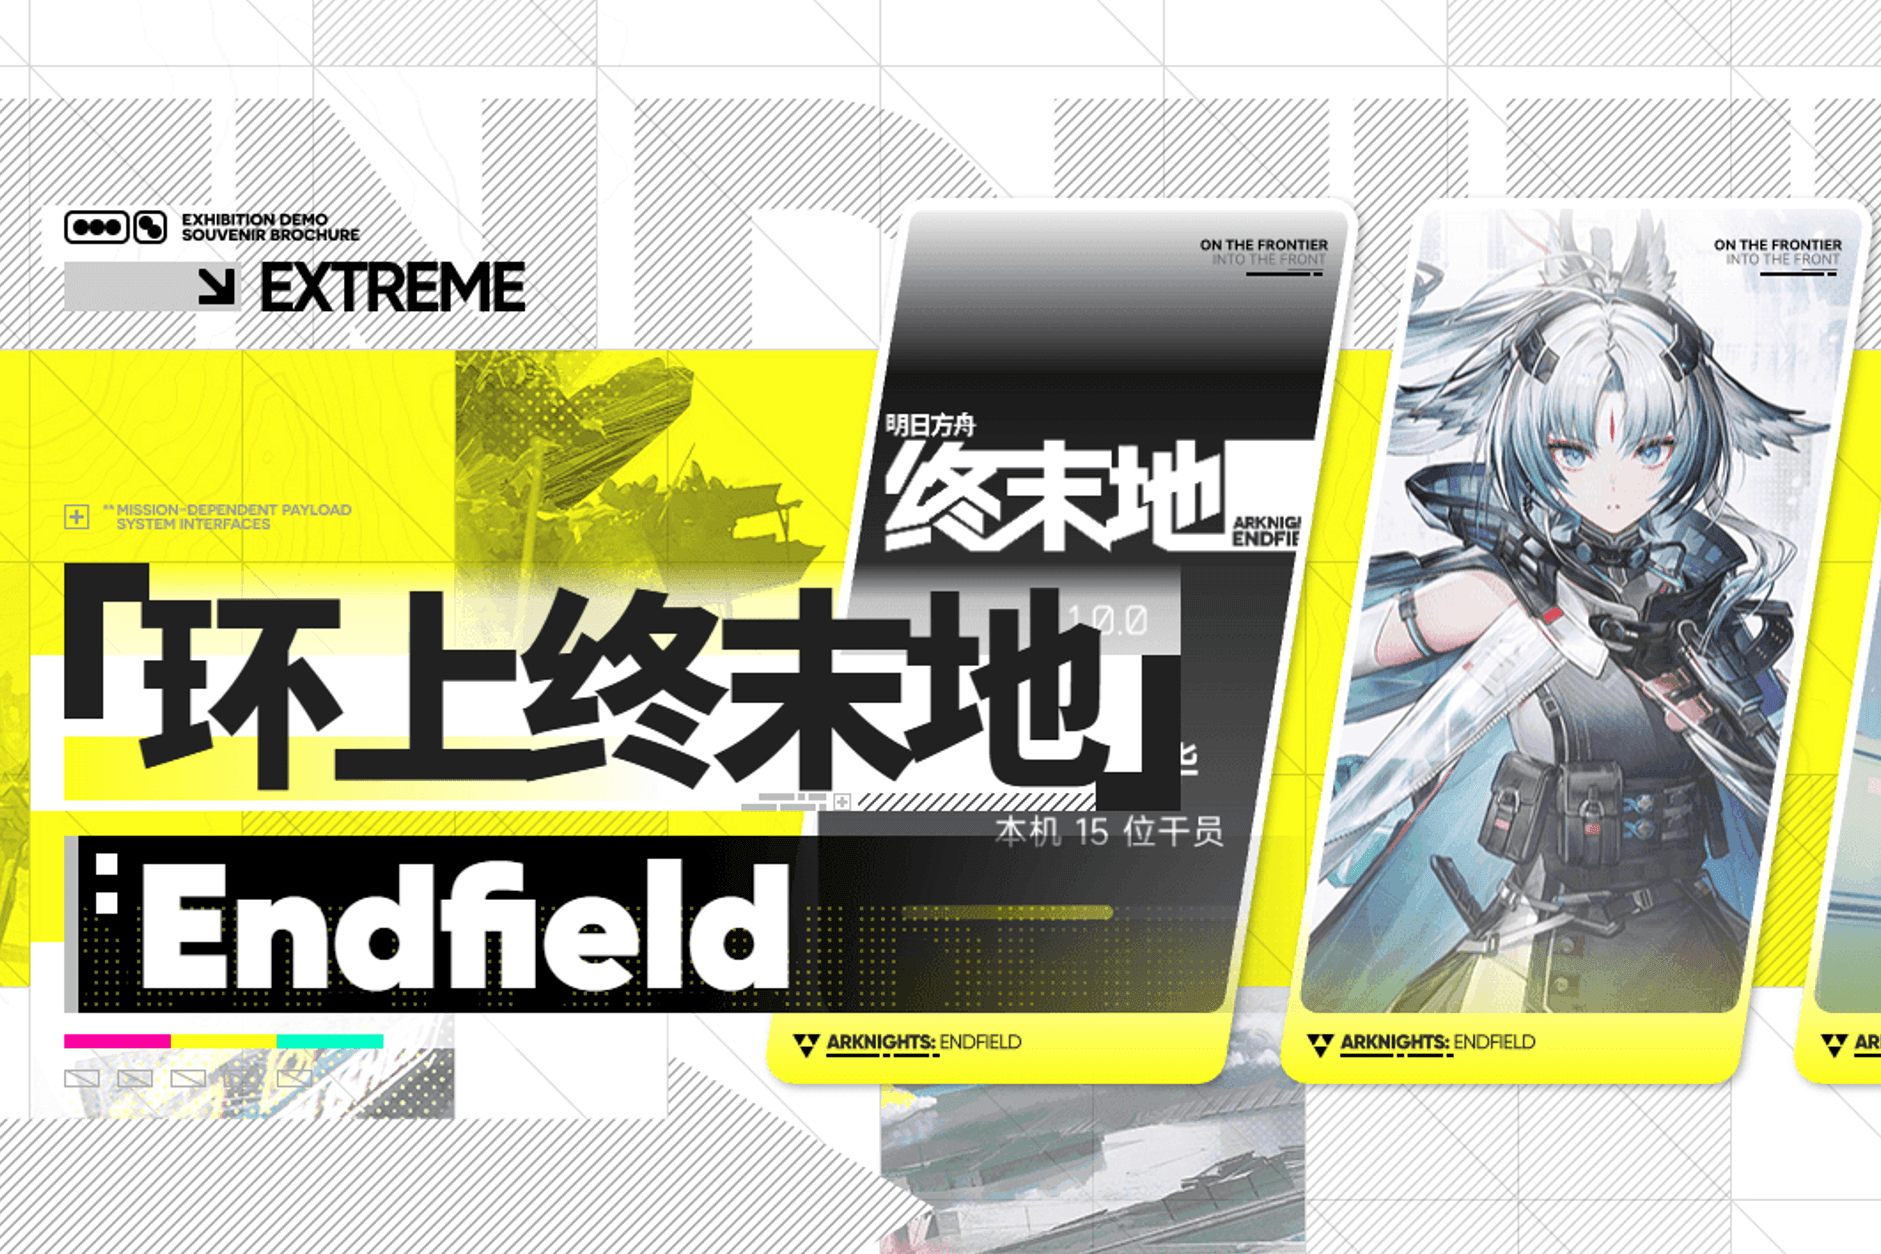 EXHIBITION DEMO
SOUVENIR BROCHURE
EXTREME
** MISSION-DEPENDENT PAYLOAD
SYSTEM INTERFACES
「环上终末地」
Endfield
ON THE FRONTIER
INTO THE FRONT
明日方舟
终末地
ARKNIG
ENDFIE
1.0.0
本机 15 位干员
ARKNIGHTS: ENDFIELD
ON THE FRONTIER
INTO THE FRONT
ARKNIGHTS: ENDFIELD